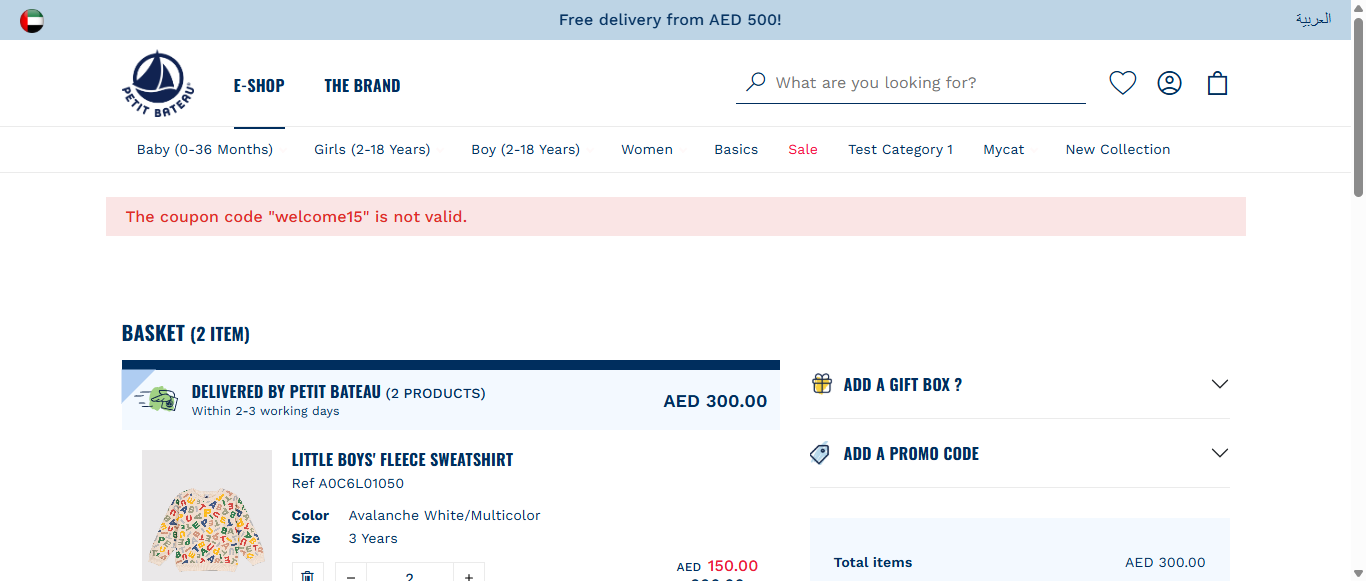 Free delivery from AED 500!
العربية
PETIT BATEAU
E-SHOP
THE BRAND
What are you looking for?
Baby (0-36 Months)
Girls (2-18 Years)
Boy (2-18 Years)
Women
Basics
Sale
Test Category 1
Mycat
New Collection
The coupon code "welcome15" is not valid.
BASKET (2 ITEM)
DELIVERED BY PETIT BATEAU (2 PRODUCTS)
Within 2-3 working days
AED 300.00
ADD A GIFT BOX ?
ADD A PROMO CODE
LITTLE BOYS' FLEECE SWEATSHIRT
Ref A0C6L01050
Color Avalanche White/Multicolor
Size 3 Years
AED 150.00
− 2 +
Total items AED 300.00